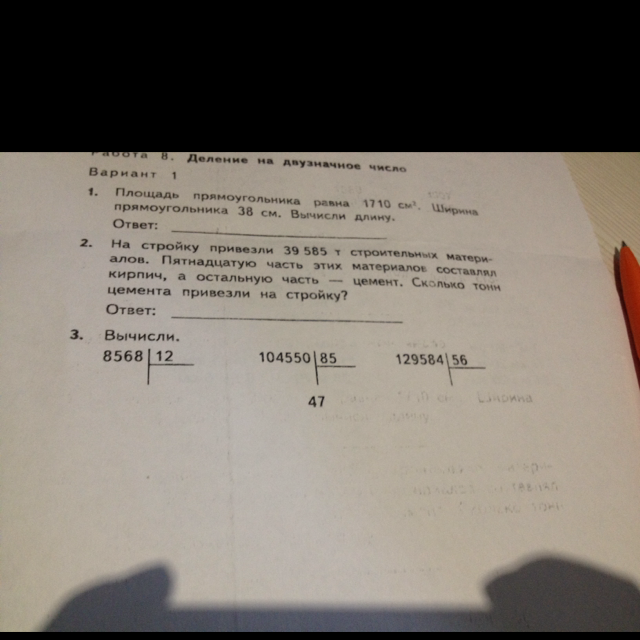 Работа 8. Деление на двузначное число
Вариант 1
1. Площадь прямоугольника равна 1710 см². Ширина
прямоугольника 38 см. Вычисли длину.
Ответ:
2. На стройку привезли 39 585 т строительных матери-
алов. Пятнадцатую часть этих материалов составлял
кирпич, а остальную часть — цемент. Сколько тонн
цемента привезли на стройку?
Ответ:
3. Вычисли.
8568 12 104550 85 129584 56
47